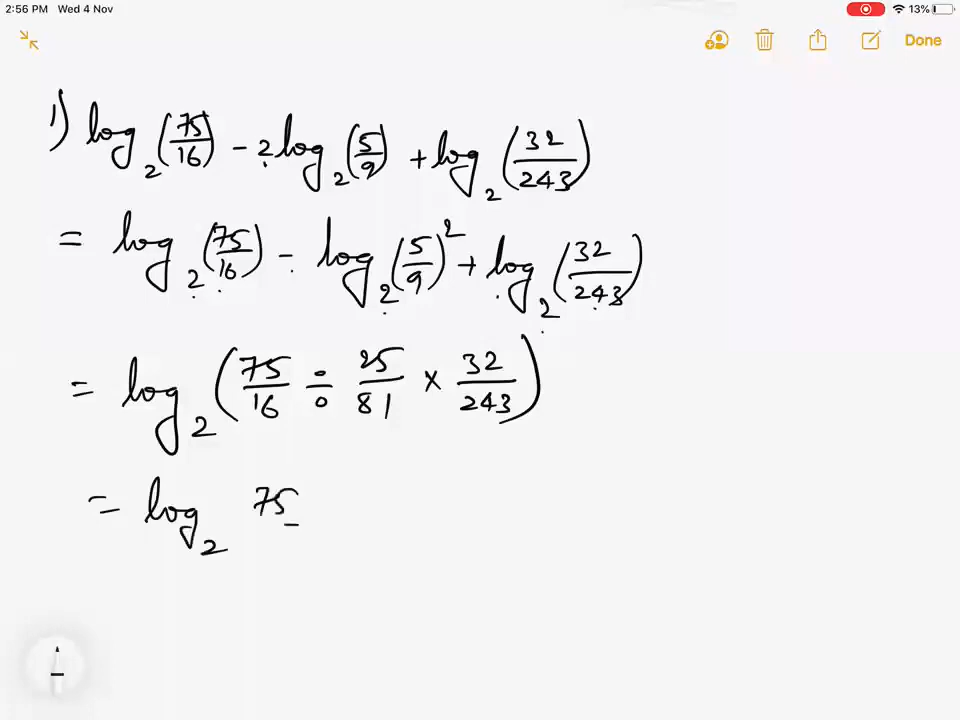 2:56 PM Wed 4 Nov 13%
Done
1) log₂(75/16) - 2log₂(5/9) + log₂(32/243)
= log₂(75/16) - log₂(5/9)² + log₂(32/243)
= log₂(75/16 ÷ 25/81 × 32/243)
= log₂ 75